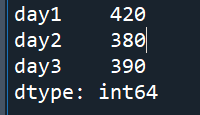 day1    420
day2    380
day3    390
dtype: int64